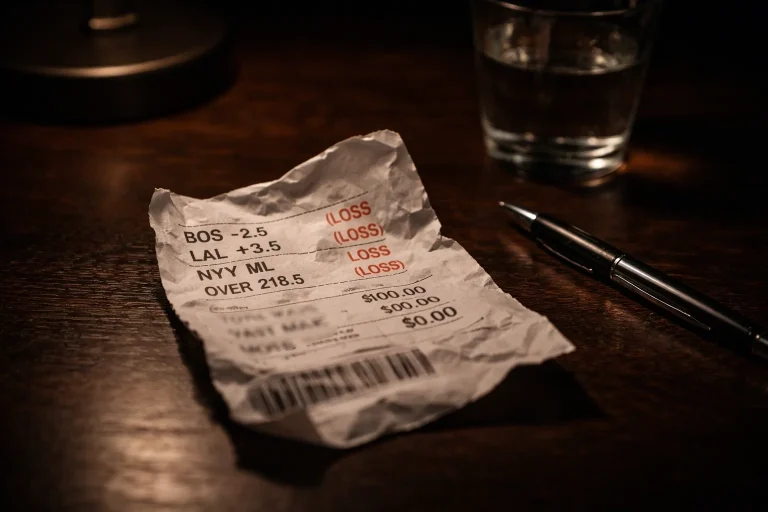 BOS -2.5 (LOSS
LAL +3.5 (LOSS)
NYY ML LOSS
OVER 218.5 (LOSS)
$100.00
$00.00
$0.00